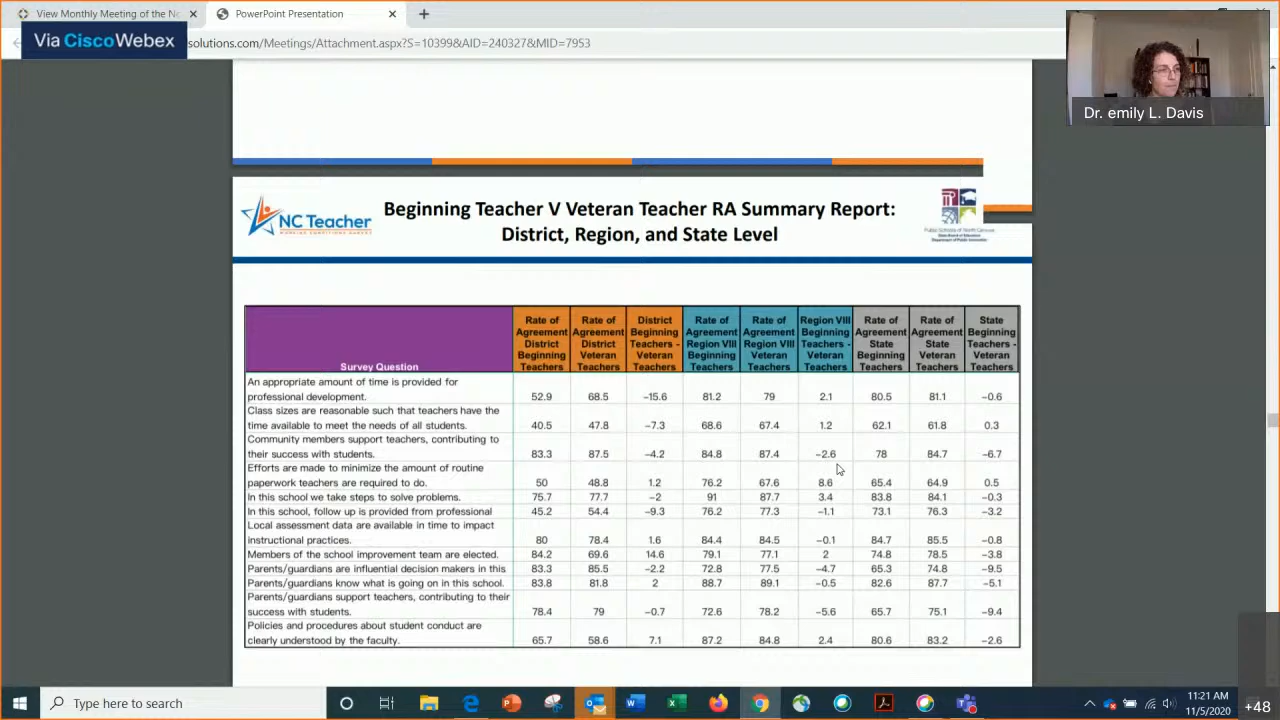 View Monthly Meeting of the No
PowerPoint Presentation
Via CiscoWebex
solutions.com/Meetings/Attachment.aspx?S=10399&AID=240327&MID=7953
Dr. emily L. Davis
NC Teacher
Beginning Teacher V Veteran Teacher RA Summary Report:
District, Region, and State Level
Survey Question
Rate of Agreement District Beginning Teachers
Rate of Agreement District Veteran Teachers
District Beginning Teachers - Veteran Teachers
Rate of Agreement Region VIII Beginning Teachers
Rate of Agreement Region VIII Veteran Teachers
Region VIII Beginning Teachers - Veteran Teachers
Rate of Agreement State Beginning Teachers
Rate of Agreement State Veteran Teachers
State Beginning Teachers - Veteran Teachers
An appropriate amount of time is provided for
professional development. 52.9 68.5 −15.6 81.2 79 2.1 80.5 81.1 −0.6
Class sizes are reasonable such that teachers have the
time available to meet the needs of all students. 40.5 47.8 −7.3 68.6 67.4 1.2 62.1 61.8 0.3
Community members support teachers, contributing to
their success with students. 83.3 87.5 −4.2 84.8 87.4 −2.6 78 84.7 −6.7
Efforts are made to minimize the amount of routine
paperwork teachers are required to do. 50 48.8 1.2 76.2 67.6 8.6 65.4 64.9 0.5
In this school we take steps to solve problems. 75.7 77.7 −2 91 87.7 3.4 83.8 84.1 −0.3
In this school, follow up is provided from professional 45.2 54.4 −9.3 76.2 77.3 −1.1 73.1 76.3 −3.2
Local assessment data are available in time to impact
instructional practices. 80 78.4 1.6 84.4 84.5 −0.1 84.7 85.5 −0.8
Members of the school improvement team are elected. 84.2 69.6 14.6 79.1 77.1 2 74.8 78.5 −3.8
Parents/guardians are influential decision makers in this 83.3 85.5 −2.2 72.8 77.5 −4.7 65.3 74.8 −9.5
Parents/guardians know what is going on in this school. 83.8 81.8 2 88.7 89.1 −0.5 82.6 87.7 −5.1
Parents/guardians support teachers, contributing to their
success with students. 78.4 79 −0.7 72.6 78.2 −5.6 65.7 75.1 −9.4
Policies and procedures about student conduct are
clearly understood by the faculty. 65.7 58.6 7.1 87.2 84.8 2.4 80.6 83.2 −2.6
Type here to search
11:21 AM
11/5/2020
+48